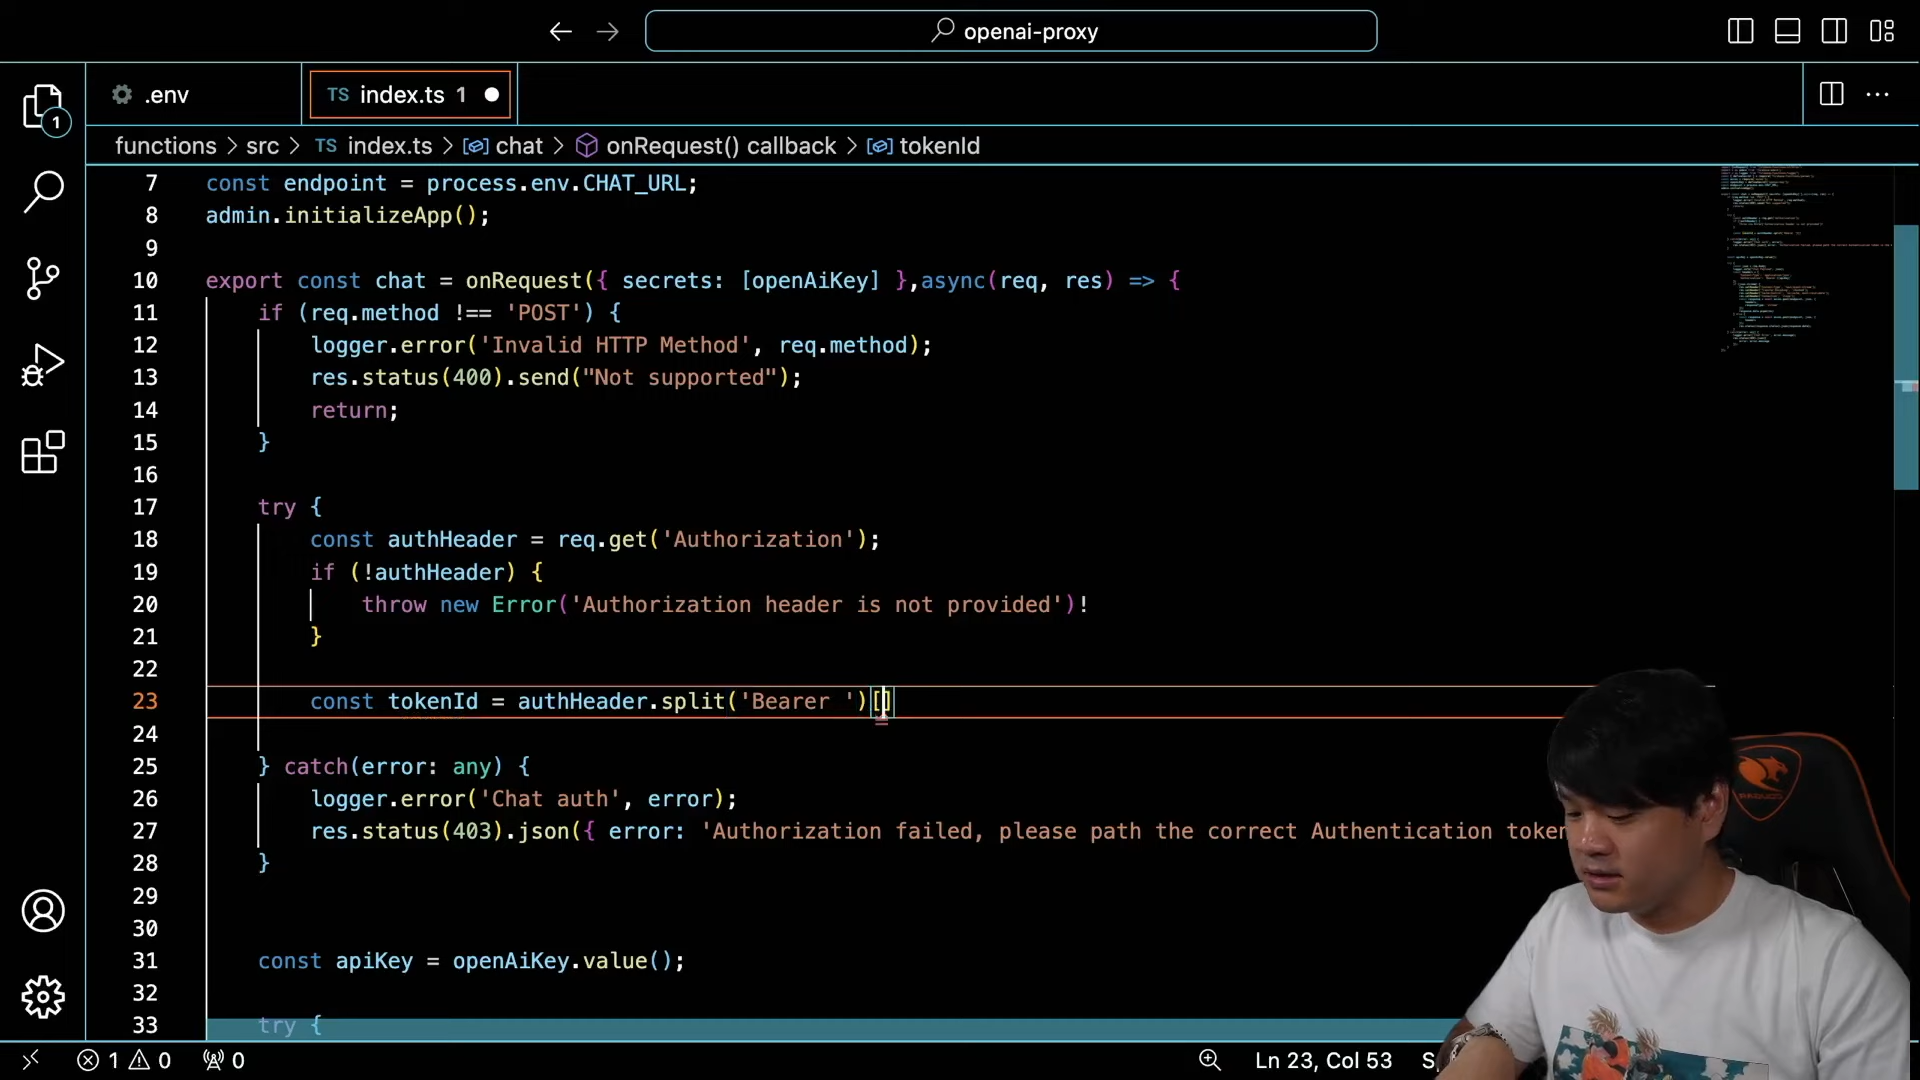 openai-proxy
.env
TS index.ts 1
1
functions > src > TS index.ts > chat > onRequest() callback > tokenId
7 const endpoint = process.env.CHAT_URL;
8 admin.initializeApp();
9
10 export const chat = onRequest({ secrets: [openAiKey] },async(req, res) => {
11 if (req.method !== 'POST') {
12 logger.error('Invalid HTTP Method', req.method);
13 res.status(400).send("Not supported");
14 return;
15 }
16
17 try {
18 const authHeader = req.get('Authorization');
19 if (!authHeader) {
20 throw new Error('Authorization header is not provided')!
21 }
22
23 const tokenId = authHeader.split('Bearer ')[]
24
25 } catch(error: any) {
26 logger.error('Chat auth', error);
27 res.status(403).json({ error: 'Authorization failed, please path the correct Authentication token
28 }
29
30
31 const apiKey = openAiKey.value();
32
33 try {
1 0 0
Ln 23, Col 53